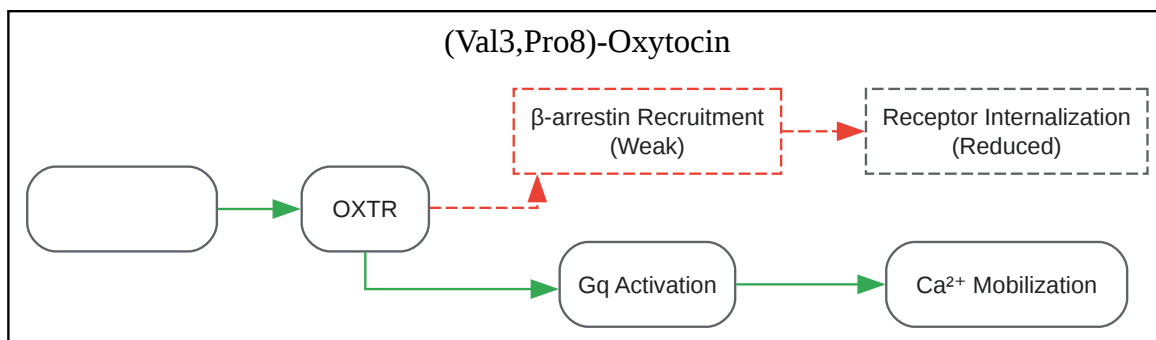 (Val3,Pro8)-Oxytocin
β-arrestin Recruitment
(Weak)
Receptor Internalization
(Reduced)
OXTR
Gq Activation
Ca²⁺ Mobilization